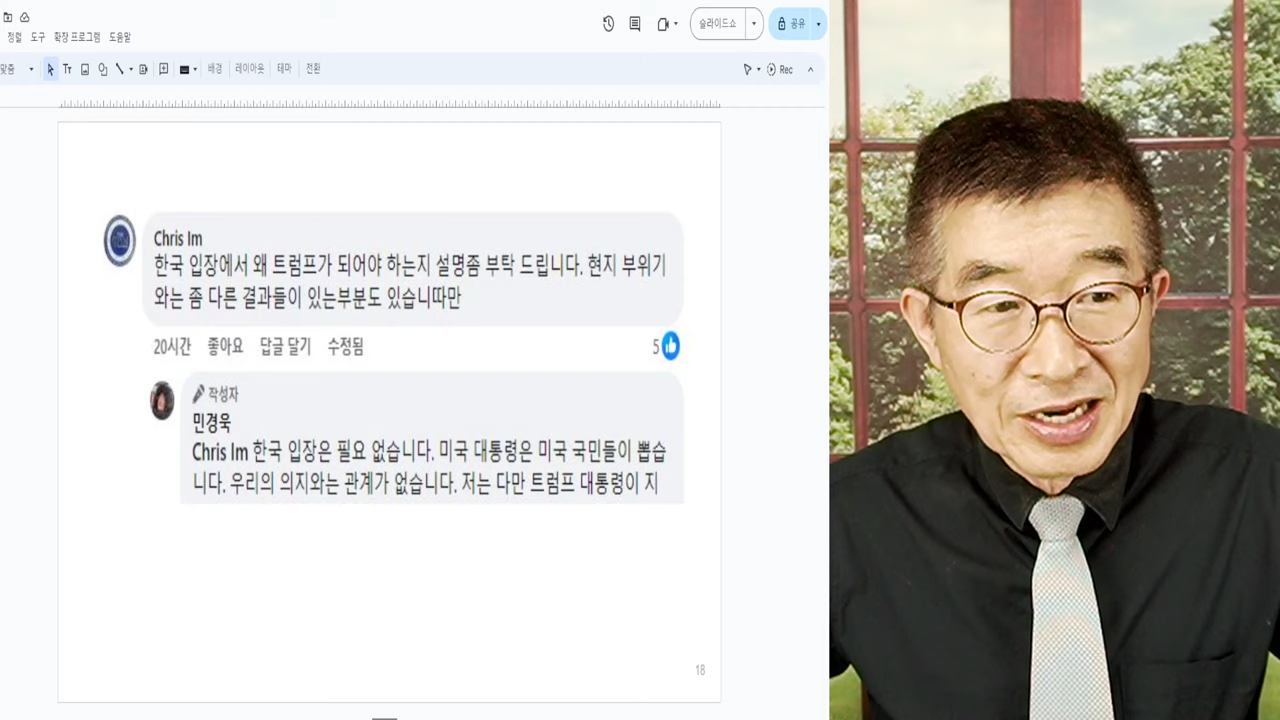 정렬 도구 확장 프로그램 도움말
슬라이드쇼
공유
맞춤
배경 레이아웃 테마 전환
Rec
Chris Im
한국 입장에서 왜 트럼프가 되어야 하는지 설명좀 부탁 드립니다. 현지 부위기
와는 좀 다른 결과들이 있는부분도 있습니따만
20시간 좋아요 답글 달기 수정됨
5
작성자
민경욱
Chris Im 한국 입장은 필요 없습니다. 미국 대통령은 미국 국민들이 뽑습
니다. 우리의 의지와는 관계가 없습니다. 저는 다만 트럼프 대통령이 지
18